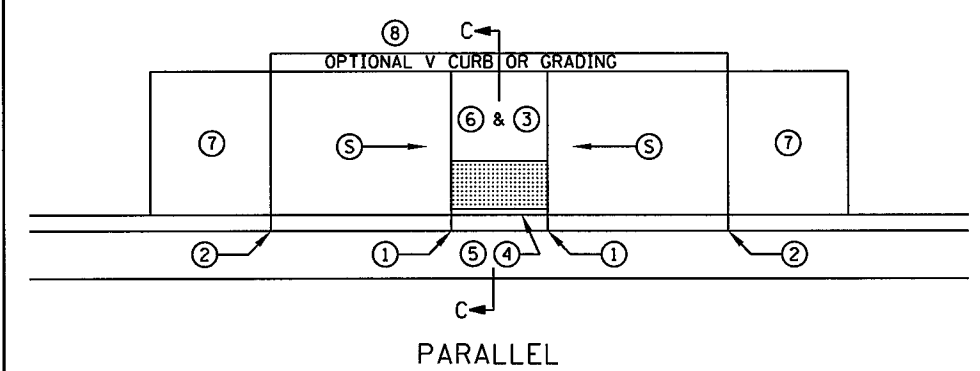 8
C
OPTIONAL V CURB OR GRADING
7 S 6 & 3 S 7
2 1 5 4 1 2
C
PARALLEL